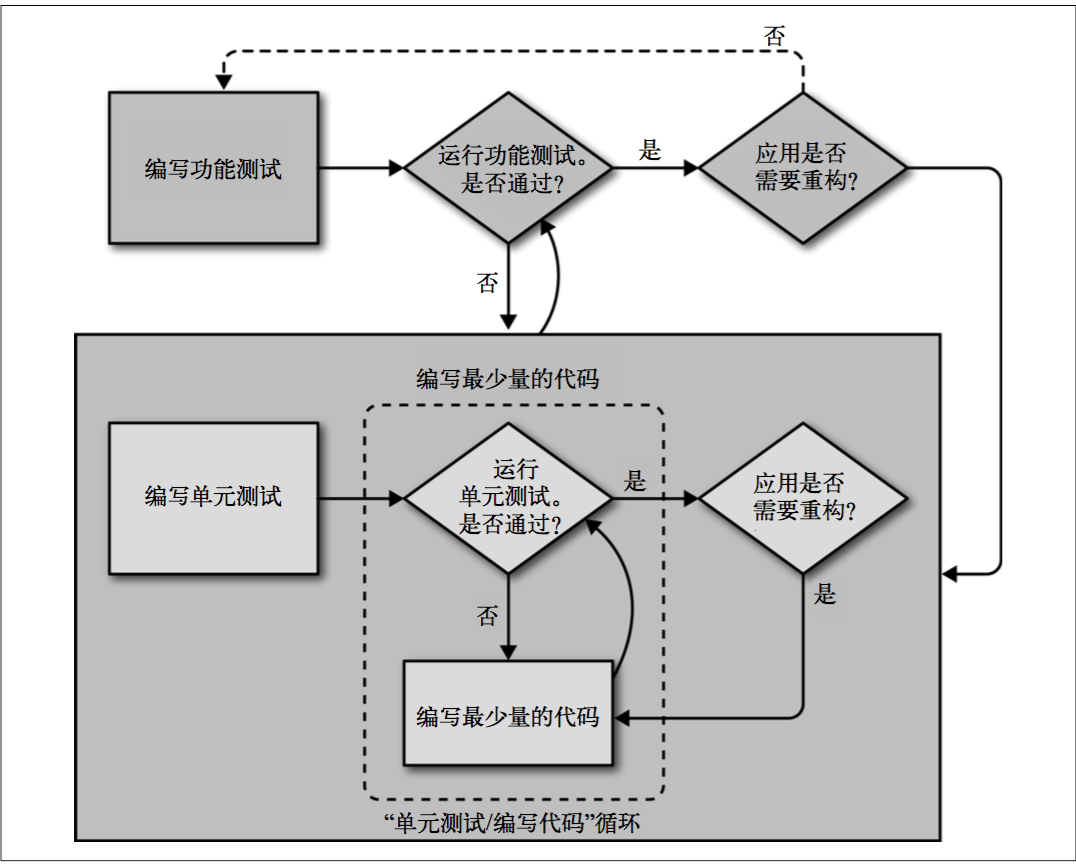 否
编写功能测试
运行功能测试。
是否通过?
是
应用是否
需要重构?
否
编写最少量的代码
编写单元测试
运行
单元测试。
是否通过?
是
应用是否
需要重构?
否
是
编写最少量的代码
“单元测试/编写代码”循环